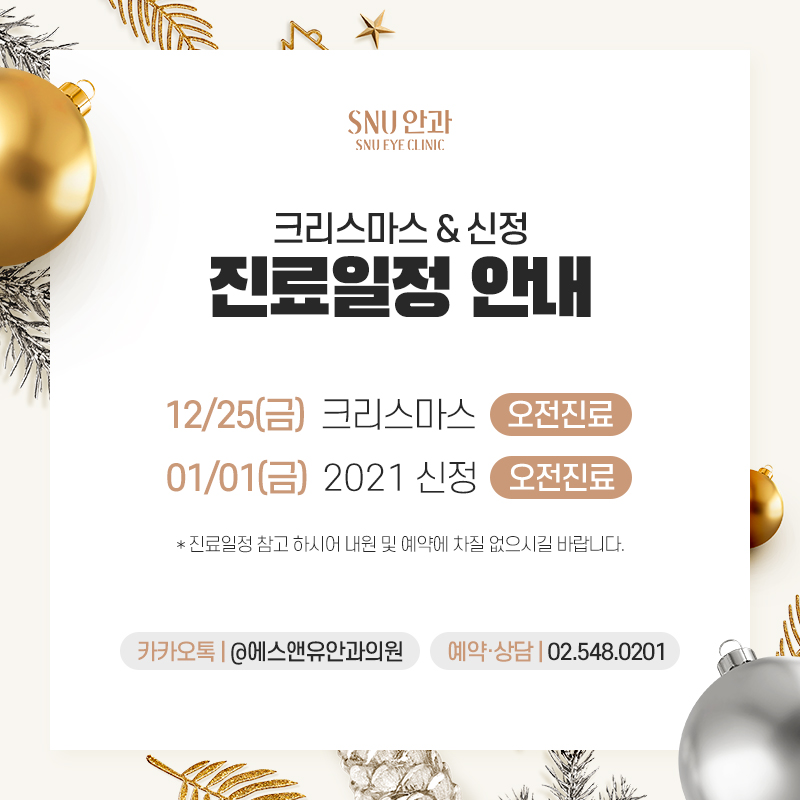 SNU 안과
SNU EYE CLINIC
크리스마스 & 신정
진료일정 안내
12/25(금) 크리스마스 오전진료
01/01(금) 2021 신정 오전진료
* 진료일정 참고 하시어 내원 및 예약에 차질 없으시길 바랍니다.
카카오톡 | @에스앤유안과의원 예약·상담 | 02.548.0201